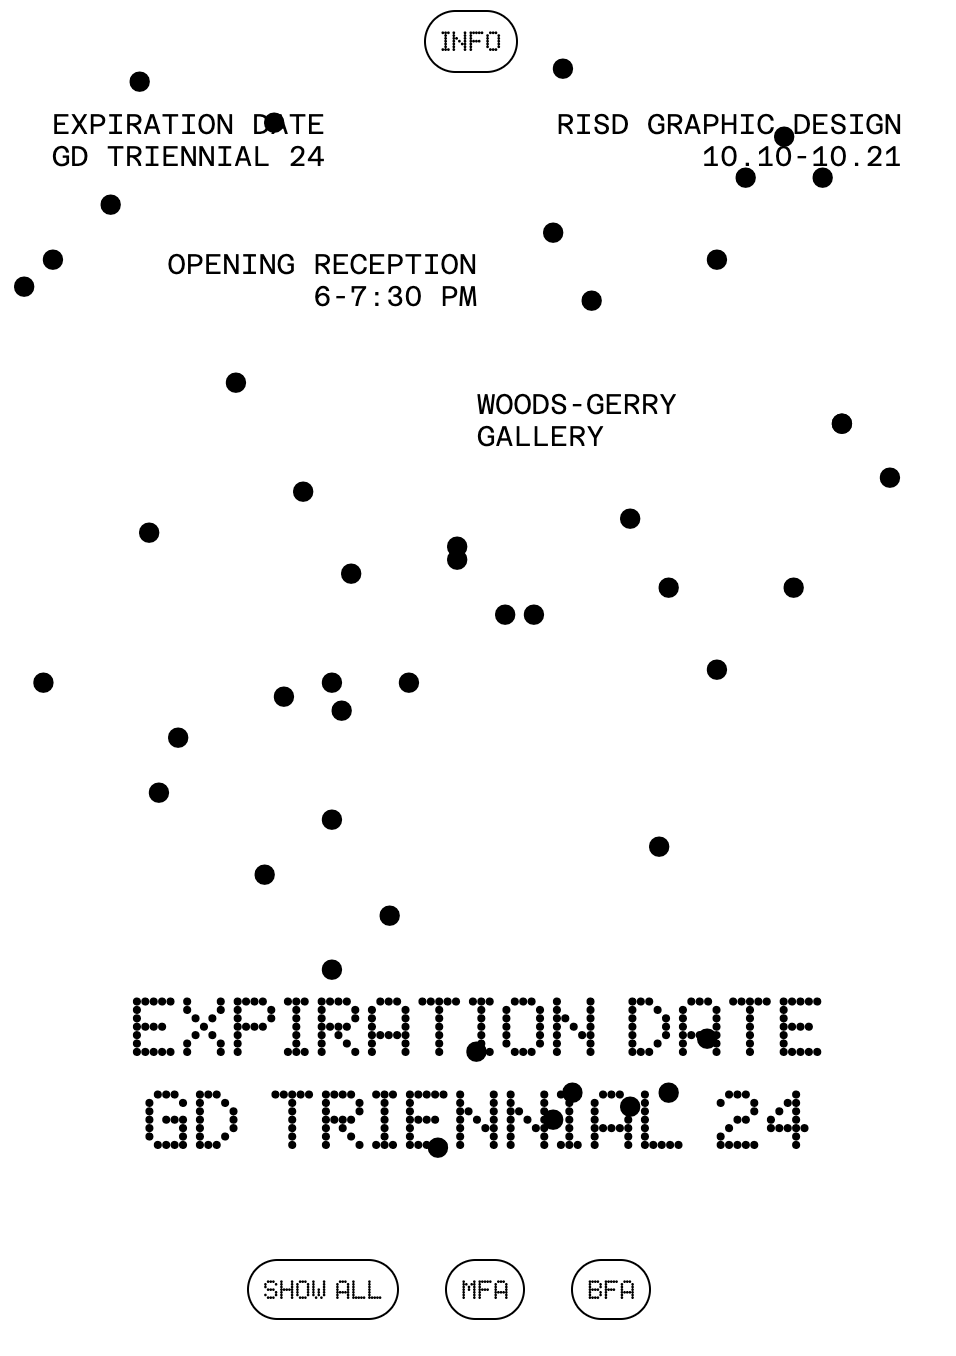 INFO
EXPIRATION DATE
GD TRIENNIAL 24
RISD GRAPHIC DESIGN
10.10-10.21
OPENING RECEPTION
6-7:30 PM
WOODS-GERRY
GALLERY
EXPIRATION DATE
GD TRIENNIAL 24
SHOW ALL
MFA
BFA